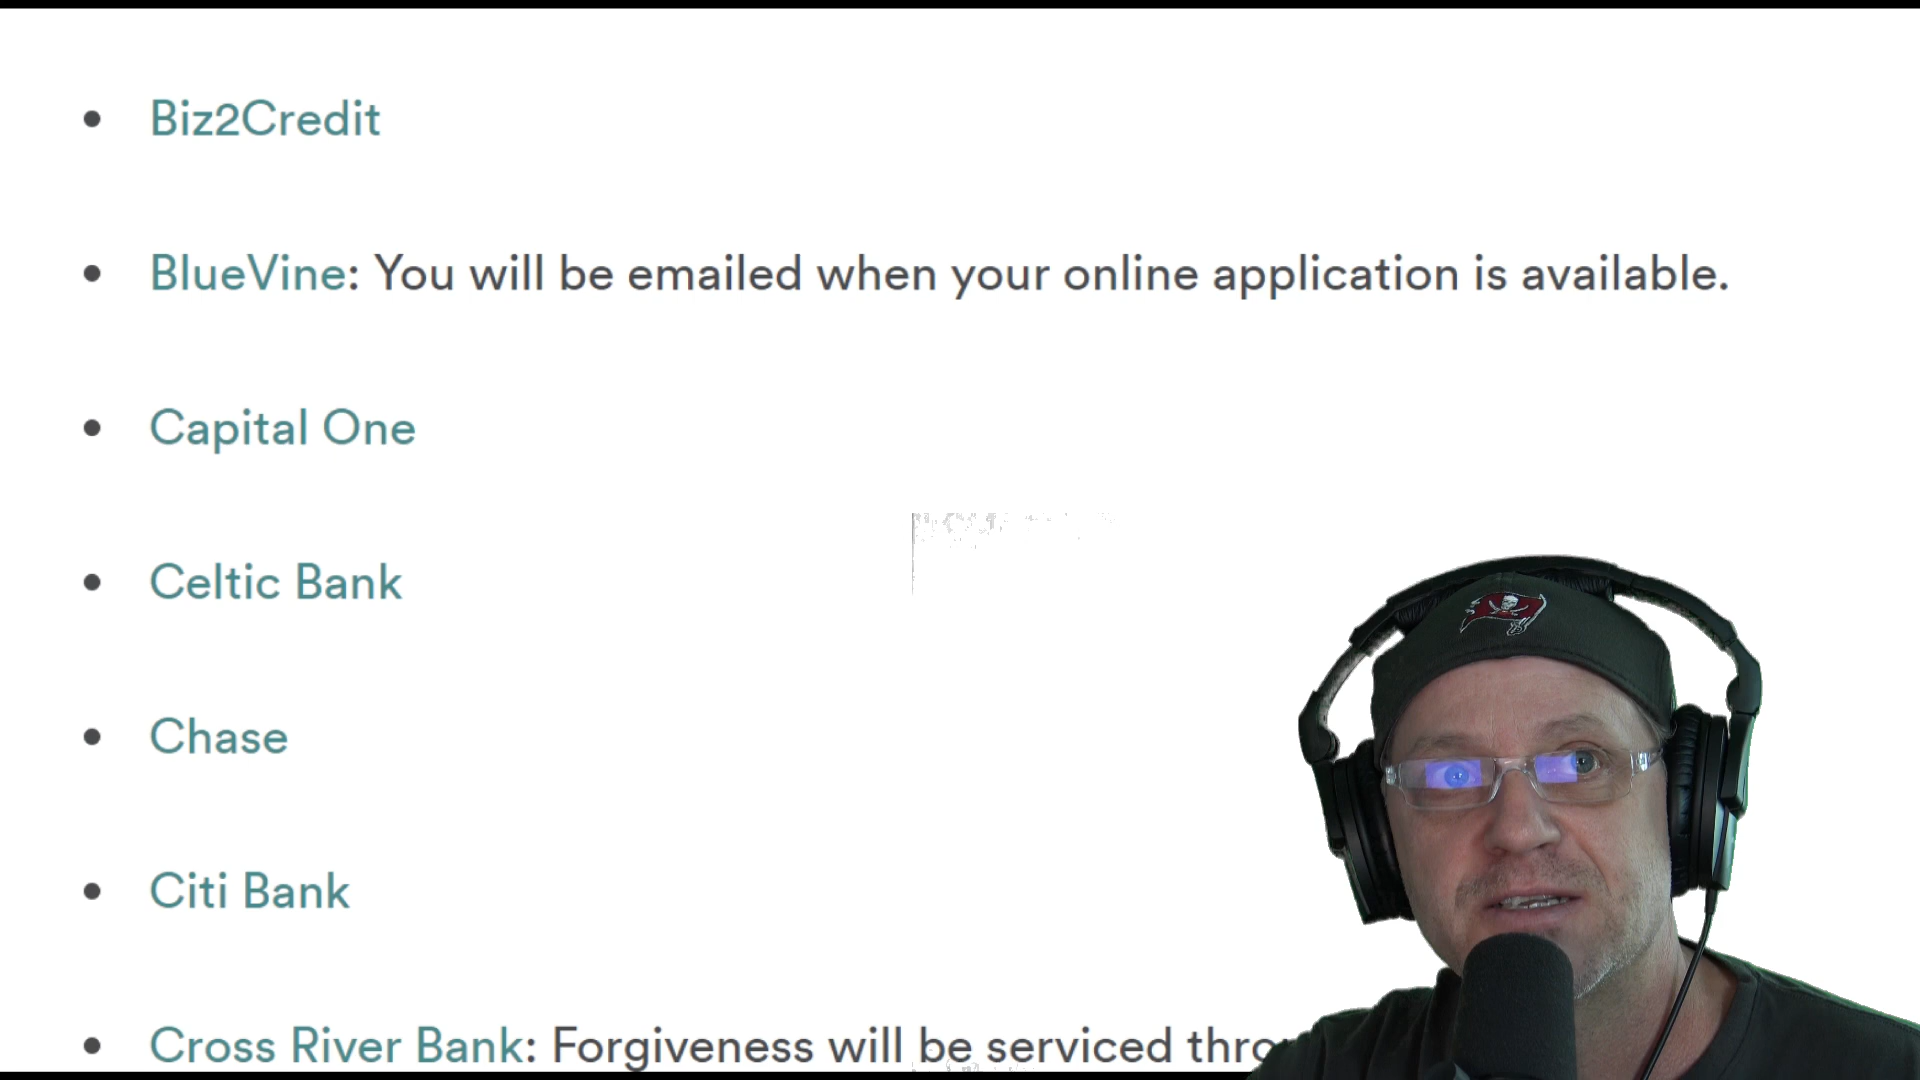 Biz2Credit
BlueVine: You will be emailed when your online application is available.
Capital One
Celtic Bank
Chase
Citi Bank
Cross River Bank: Forgiveness will be serviced